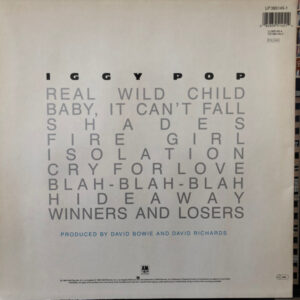 IGGY POP
REAL WILD CHILD
BABY, IT CAN'T FALL
SHADES
FIRE GIRL
ISOLATION
CRY FOR LOVE
BLAH-BLAH-BLAH
HIDEAWAY
WINNERS AND LOSERS
PRODUCED BY DAVID BOWIE AND DAVID RICHARDS